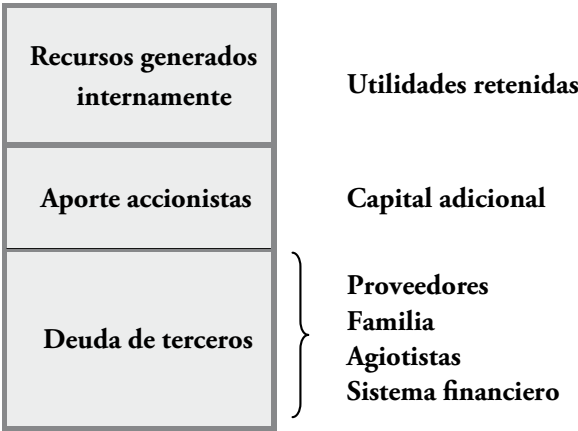 Recursos generados
internamente
Utilidades retenidas
Aporte accionistas
Capital adicional
Deuda de terceros
Proveedores
Familia
Agiotistas
Sistema financiero